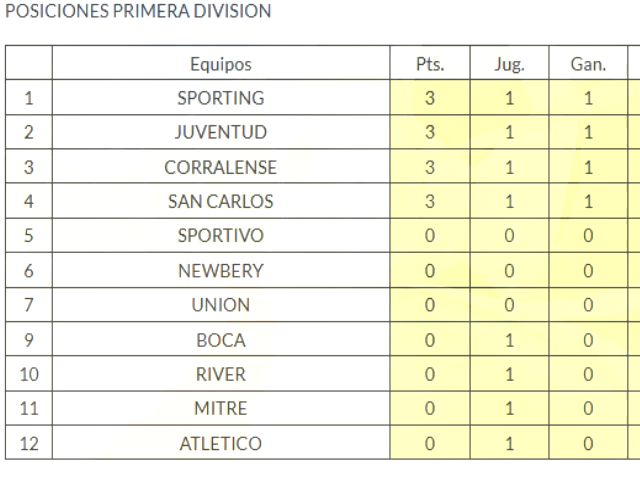 POSICIONES PRIMERA DIVISION
Equipos Pts. Jug. Gan.
1 SPORTING 3 1 1
2 JUVENTUD 3 1 1
3 CORRALENSE 3 1 1
4 SAN CARLOS 3 1 1
5 SPORTIVO 0 0 0
6 NEWBERY 0 0 0
7 UNION 0 0 0
9 BOCA 0 1 0
10 RIVER 0 1 0
11 MITRE 0 1 0
12 ATLETICO 0 1 0